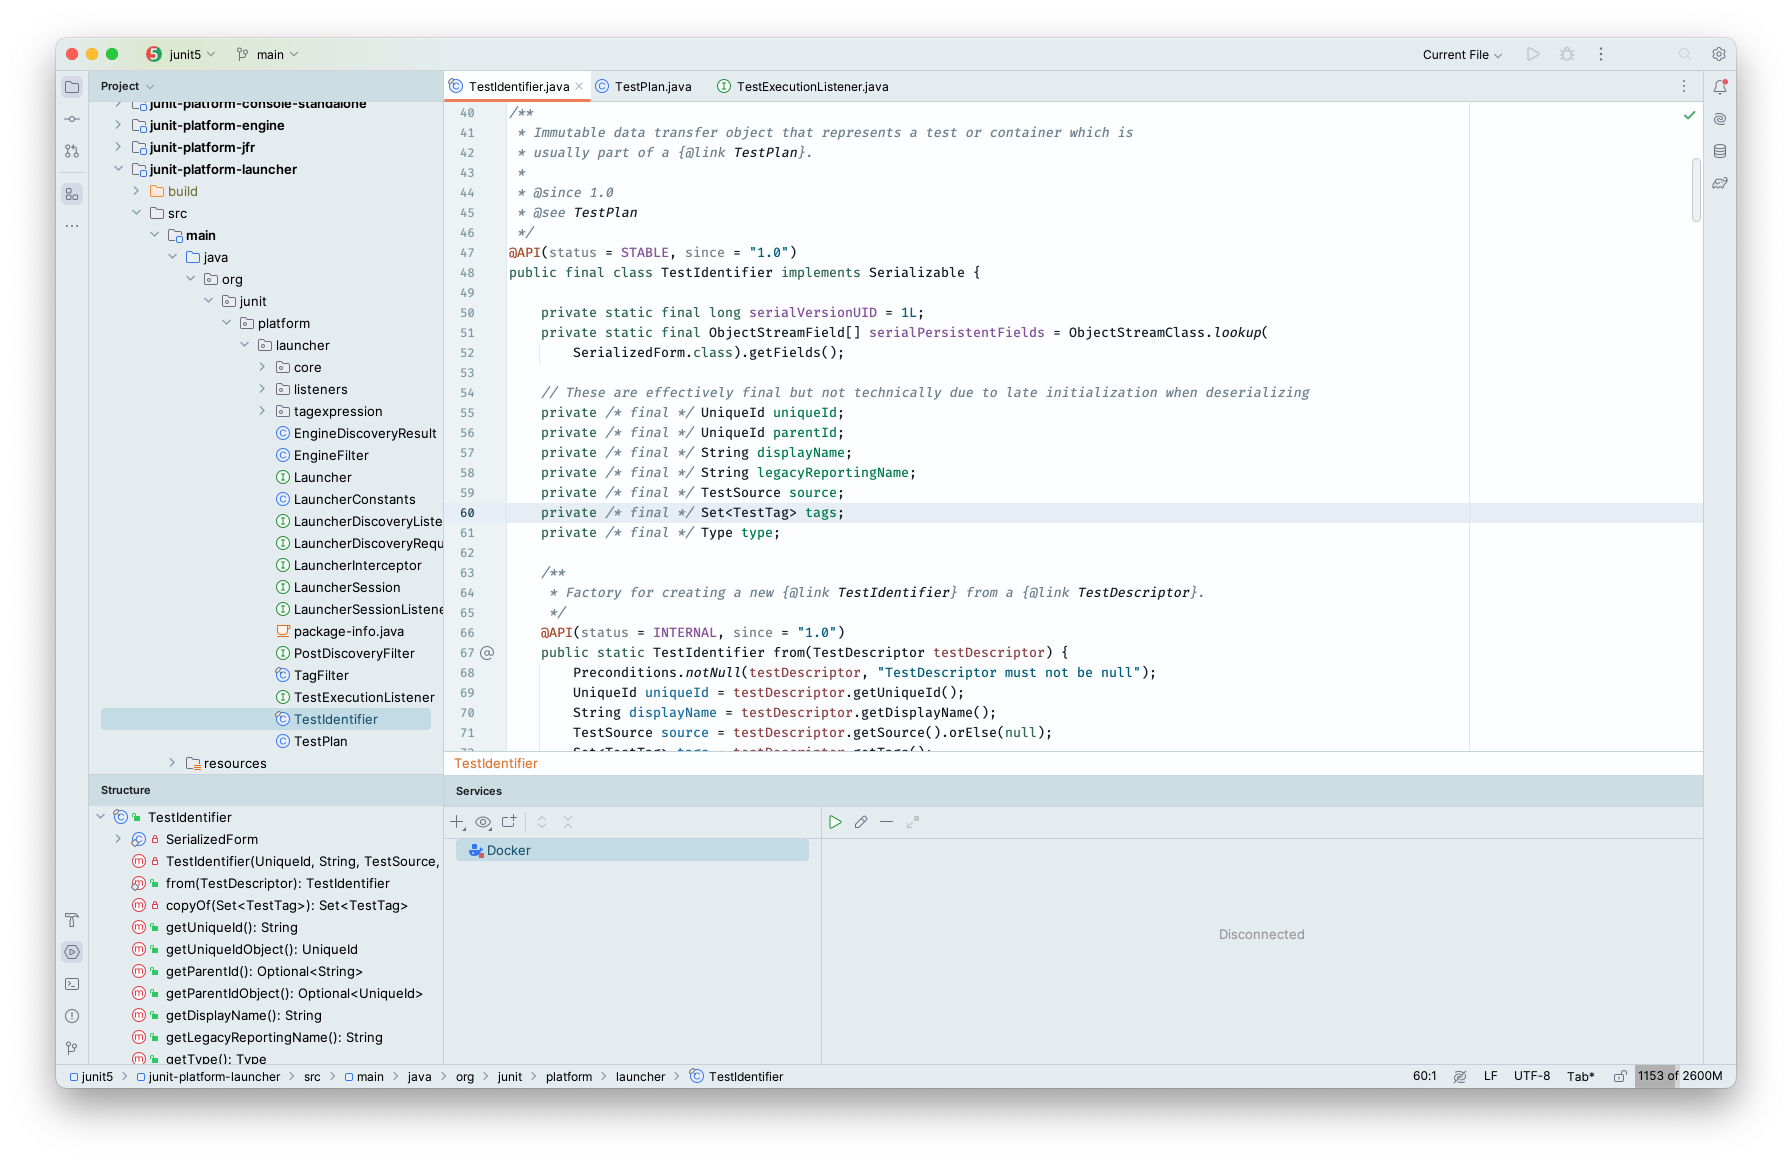 5 junit5
main
Current File
Project
junit-platform-console-standalone
junit-platform-engine
junit-platform-jfr
junit-platform-launcher
build
src
main
java
org
junit
platform
launcher
core
listeners
tagexpression
EngineDiscoveryResult
EngineFilter
Launcher
LauncherConstants
LauncherDiscoveryListe
LauncherDiscoveryRequ
LauncherInterceptor
LauncherSession
LauncherSessionListene
package-info.java
PostDiscoveryFilter
TagFilter
TestExecutionListener
TestIdentifier
TestPlan
resources
TestIdentifier.java
TestPlan.java
TestExecutionListener.java
40 /**
41 * Immutable data transfer object that represents a test or container which is
42 * usually part of a {@link TestPlan}.
43 *
44 * @since 1.0
45 * @see TestPlan
46 */
47 @API(status = STABLE, since = "1.0")
48 public final class TestIdentifier implements Serializable {
49
50 private static final long serialVersionUID = 1L;
51 private static final ObjectStreamField[] serialPersistentFields = ObjectStreamClass.lookup(
52 SerializedForm.class).getFields();
53
54 // These are effectively final but not technically due to late initialization when deserializing
55 private /* final */ UniqueId uniqueId;
56 private /* final */ UniqueId parentId;
57 private /* final */ String displayName;
58 private /* final */ String legacyReportingName;
59 private /* final */ TestSource source;
60 private /* final */ Set<TestTag> tags;
61 private /* final */ Type type;
62
63 /**
64 * Factory for creating a new {@link TestIdentifier} from a {@link TestDescriptor}.
65 */
66 @API(status = INTERNAL, since = "1.0")
67 public static TestIdentifier from(TestDescriptor testDescriptor) {
68 Preconditions.notNull(testDescriptor, "TestDescriptor must not be null");
69 UniqueId uniqueId = testDescriptor.getUniqueId();
70 String displayName = testDescriptor.getDisplayName();
71 TestSource source = testDescriptor.getSource().orElse(null);
72 Set<TestTag> tags = testDescriptor.getTags();
TestIdentifier
Structure
TestIdentifier
SerializedForm
TestIdentifier(UniqueId, String, TestSource,
from(TestDescriptor): TestIdentifier
copyOf(Set<TestTag>): Set<TestTag>
getUniqueId(): String
getUniqueIdObject(): UniqueId
getParentId(): Optional<String>
getParentIdObject(): Optional<UniqueId>
getDisplayName(): String
getLegacyReportingName(): String
getType(): Type
Services
Docker
Disconnected
junit5 junit-platform-launcher src main java org junit platform launcher TestIdentifier
60:1 LF UTF-8 Tab* 1153 of 2600M